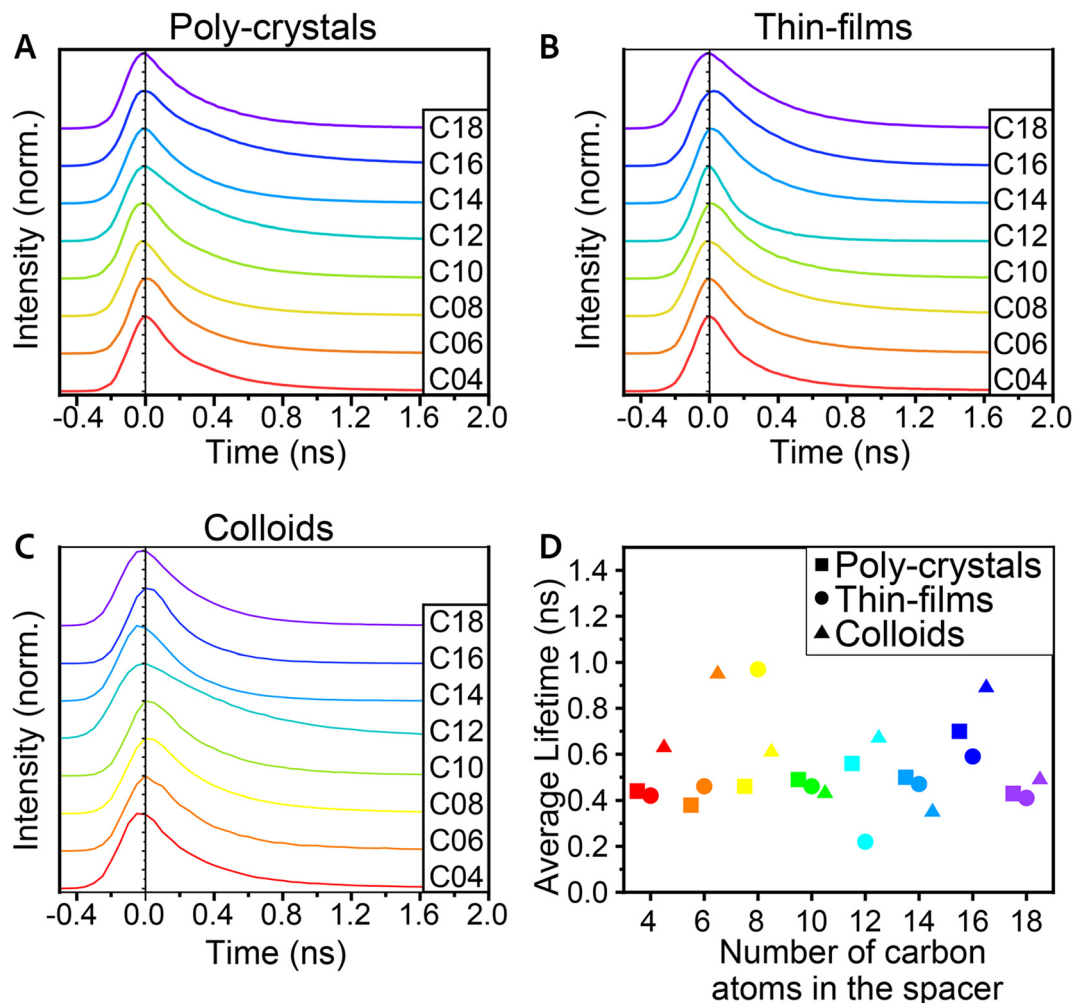 A
Poly-crystals
Intensity (norm.)
C18
C16
C14
C12
C10
C08
C06
C04
-0.4 0.0 0.4 0.8 1.2 1.6 2.0
Time (ns)
B
Thin-films
Intensity (norm.)
C18
C16
C14
C12
C10
C08
C06
C04
-0.4 0.0 0.4 0.8 1.2 1.6 2.0
Time (ns)
C
Colloids
Intensity (norm.)
C18
C16
C14
C12
C10
C08
C06
C04
-0.4 0.0 0.4 0.8 1.2 1.6 2.0
Time (ns)
D
Average Lifetime (ns)
1.4
1.2
1.0
0.8
0.6
0.4
0.2
0.0
Poly-crystals
Thin-films
Colloids
4 6 8 10 12 14 16 18
Number of carbon
atoms in the spacer